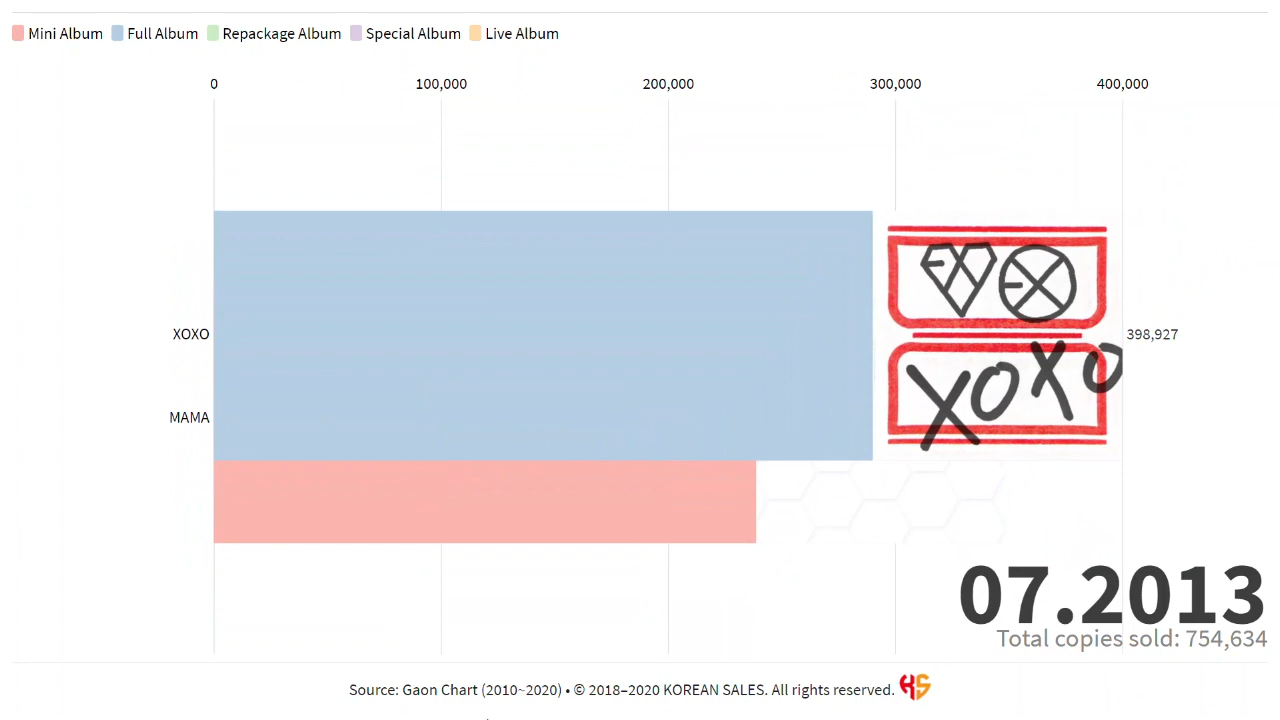 Mini Album Full Album Repackage Album Special Album Live Album
0 100,000 200,000 300,000 400,000
EXO EX
XOXO 398,927
XOXO
MAMA
07.2013
Total copies sold: 754,634
Source: Gaon Chart (2010~2020) • © 2018–2020 KOREAN SALES. All rights reserved. KS